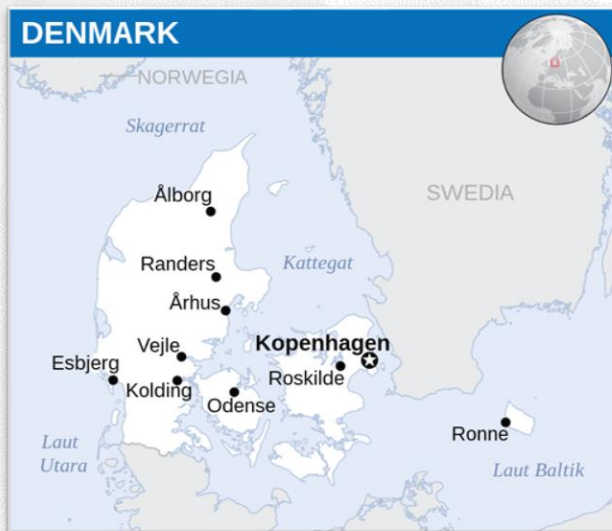 DENMARK
NORWEGIA
Skagerrat
Ålborg
SWEDIA
Randers
Kattegat
Århus
Vejle
Kopenhagen
Esbjerg
Kolding
Roskilde
Odense
Ronne
Laut
Utara
Laut Baltik